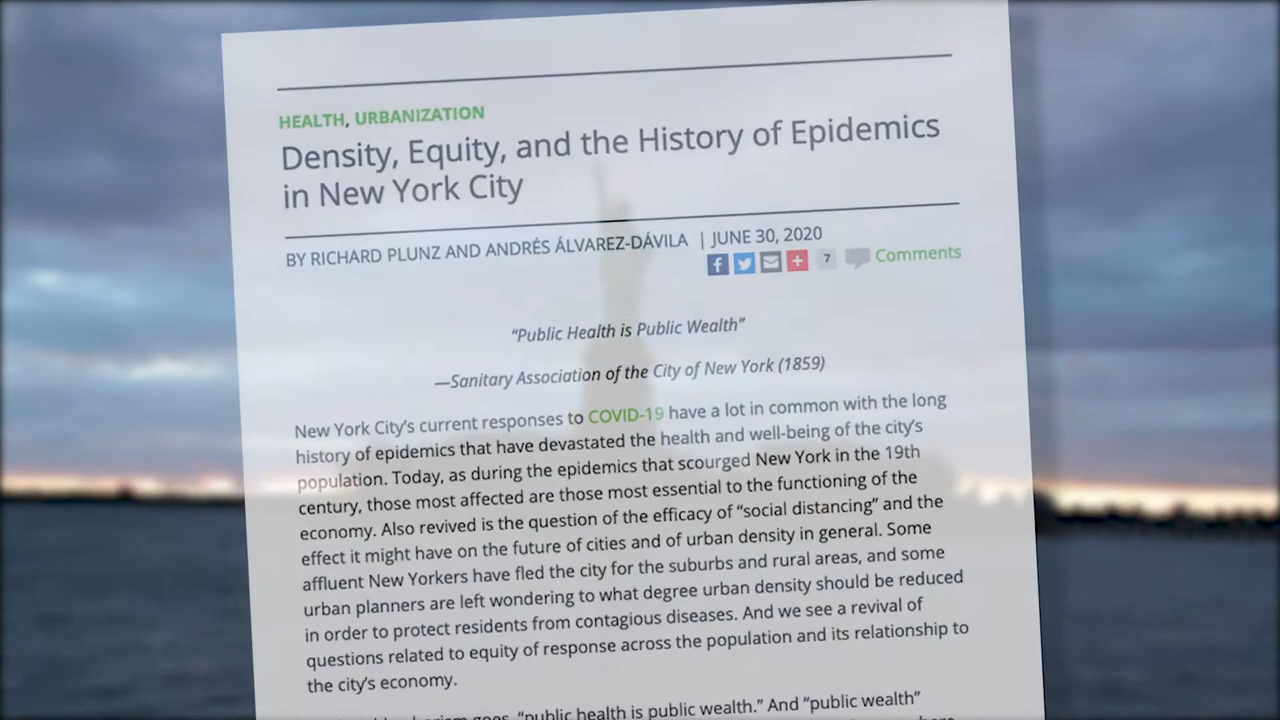 HEALTH, URBANIZATION
Density, Equity, and the History of Epidemics
in New York City
BY RICHARD PLUNZ AND ANDRÉS ÁLVAREZ-DÁVILA | JUNE 30, 2020
7 Comments
“Public Health is Public Wealth”
—Sanitary Association of the City of New York (1859)
New York City’s current responses to COVID-19 have a lot in common with the long
history of epidemics that have devastated the health and well-being of the city’s
population. Today, as during the epidemics that scourged New York in the 19th
century, those most affected are those most essential to the functioning of the
economy. Also revived is the question of the efficacy of “social distancing” and the
effect it might have on the future of cities and of urban density in general. Some
affluent New Yorkers have fled the city for the suburbs and rural areas, and some
urban planners are left wondering to what degree urban density should be reduced
in order to protect residents from contagious diseases. And we see a revival of
questions related to equity of response across the population and its relationship to
the city’s economy.
goes, “public health is public wealth.” And “public wealth”